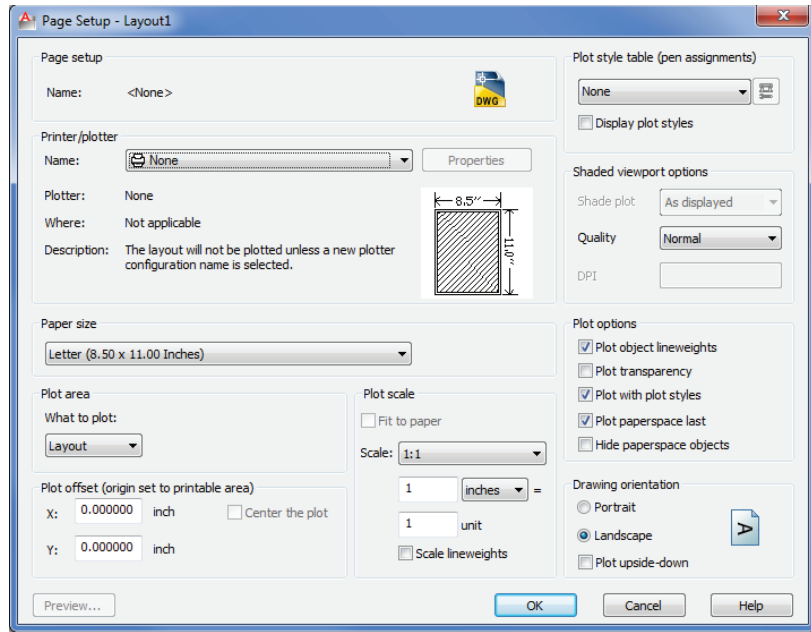 Page Setup - Layout1
Page setup
Name: <None>
DWG
Printer/plotter
Name: None
Properties
Plotter: None
Where: Not applicable
Description: The layout will not be plotted unless a new plotter
configuration name is selected.
8.5''
11.0''
Paper size
Letter (8.50 x 11.00 Inches)
Plot area
What to plot:
Layout
Plot offset (origin set to printable area)
X: 0.000000 inch
Center the plot
Y: 0.000000 inch
Plot scale
Fit to paper
Scale: 1:1
1 inches =
1 unit
Scale lineweights
Plot style table (pen assignments)
None
Display plot styles
Shaded viewport options
Shade plot As displayed
Quality Normal
DPI
Plot options
Plot object lineweights
Plot transparency
Plot with plot styles
Plot paperspace last
Hide paperspace objects
Drawing orientation
Portrait
Landscape
A
Plot upside-down
Preview...
OK
Cancel
Help